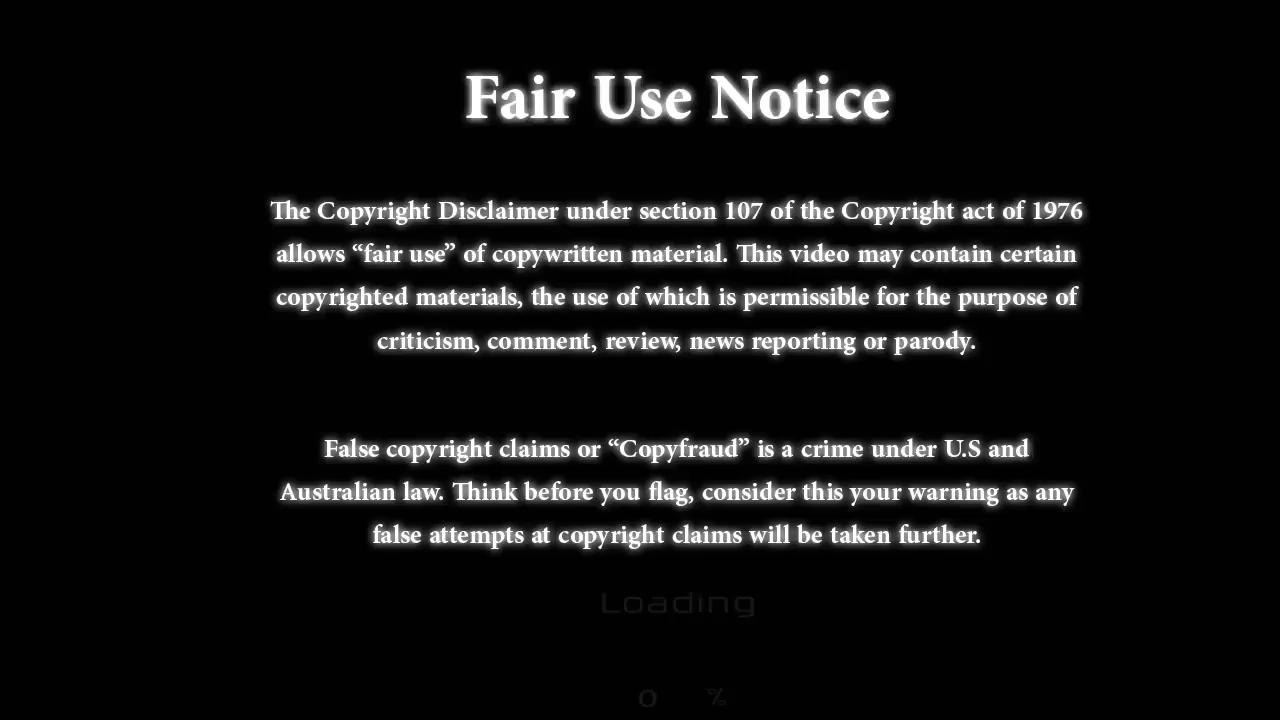 Fair Use Notice
The Copyright Disclaimer under section 107 of the Copyright act of 1976
allows “fair use” of copywritten material. This video may contain certain
copyrighted materials, the use of which is permissible for the purpose of
criticism, comment, review, news reporting or parody.
False copyright claims or “Copyfraud” is a crime under U.S and
Australian law. Think before you flag, consider this your warning as any
false attempts at copyright claims will be taken further.
Loading
0 %